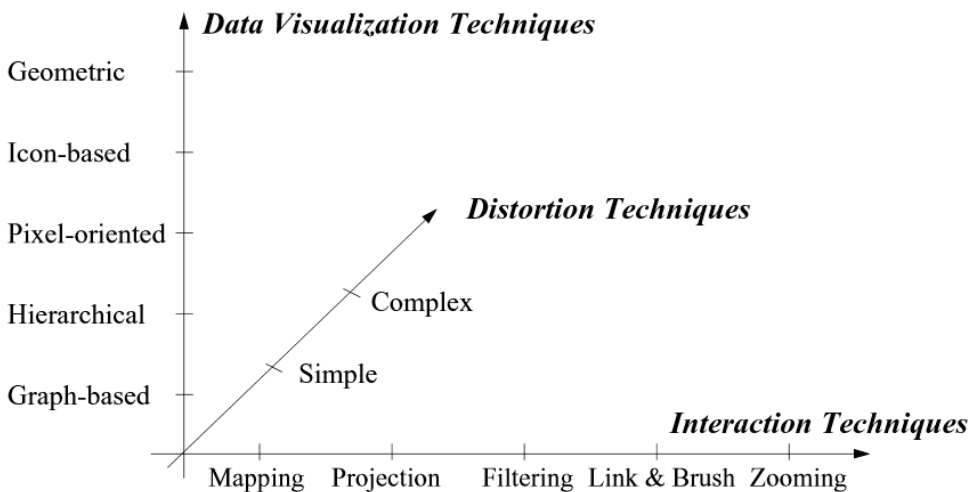 Data Visualization Techniques
Geometric
Icon-based
Pixel-oriented
Hierarchical
Graph-based
Distortion Techniques
Complex
Simple
Interaction Techniques
Mapping Projection Filtering Link & Brush Zooming